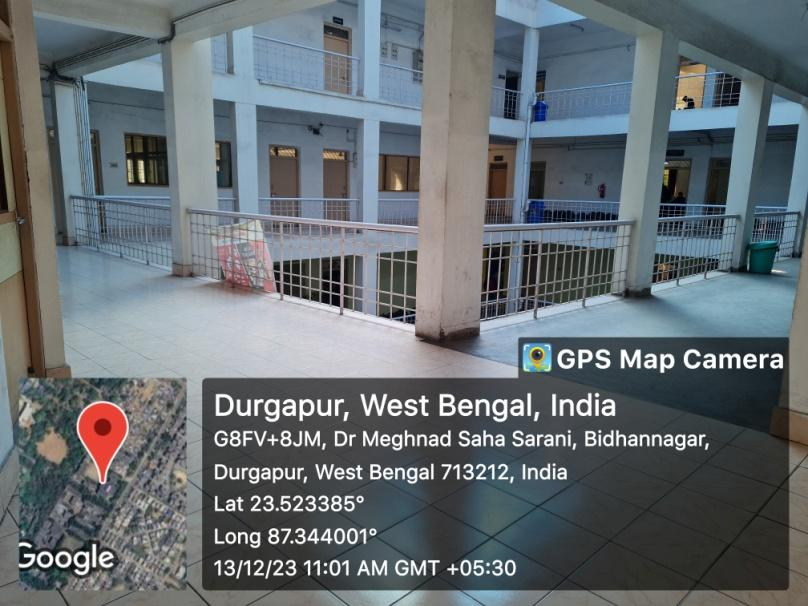 GPS Map Camera
Durgapur, West Bengal, India
G8FV+8JM, Dr Meghnad Saha Sarani, Bidhannagar,
Durgapur, West Bengal 713212, India
Lat 23.523385°
Long 87.344001°
13/12/23 11:01 AM GMT +05:30
Google